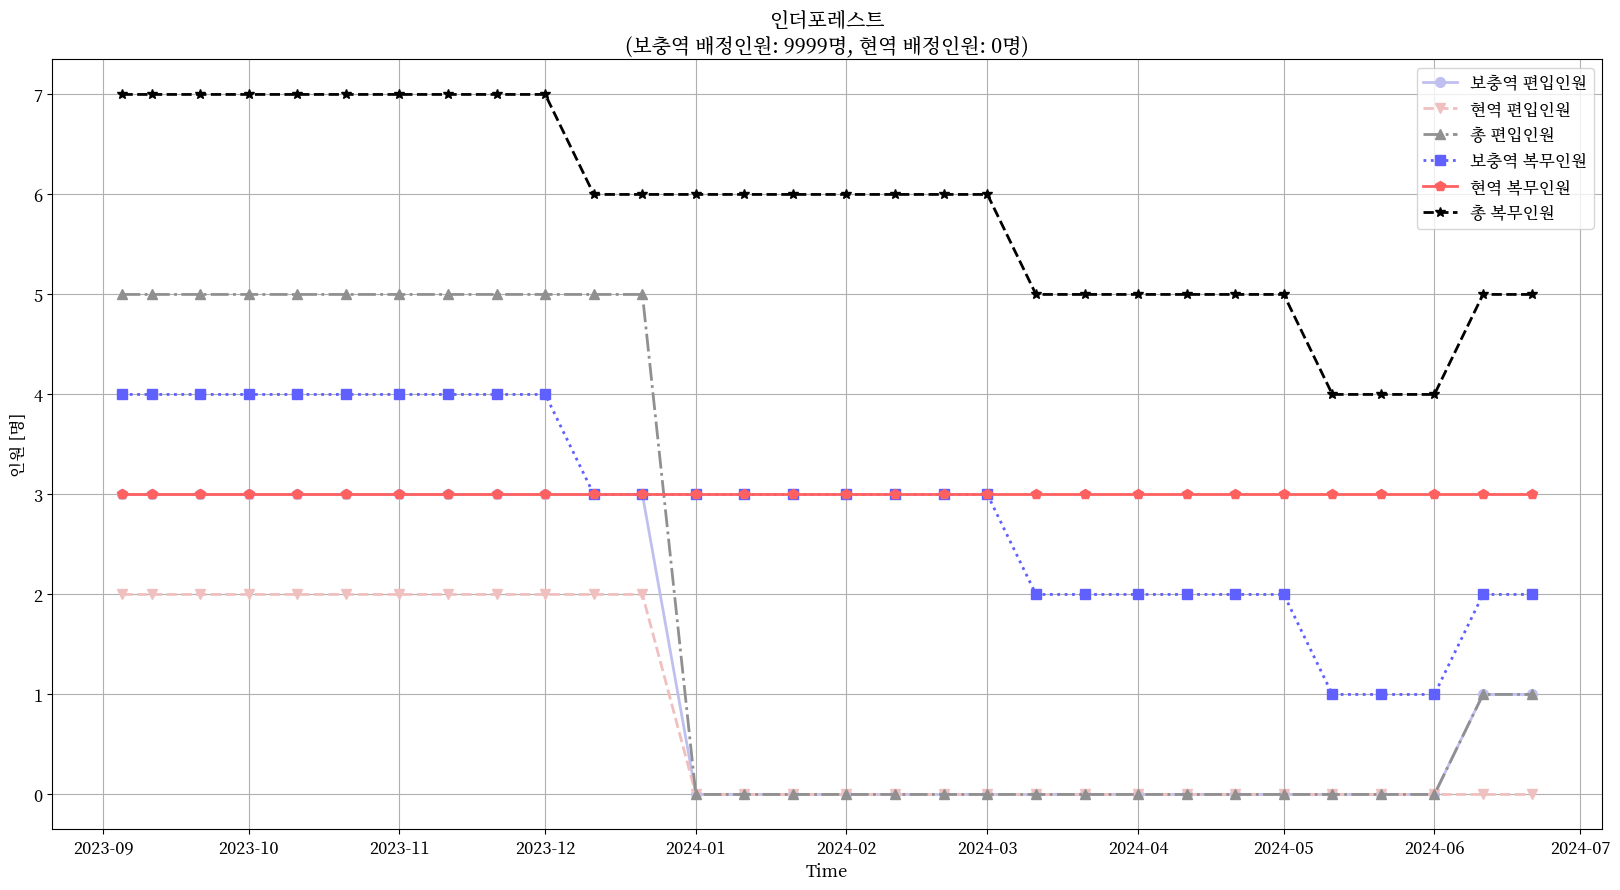 인더포레스트
(보충역 배정인원: 9999명, 현역 배정인원: 0명)
보충역 편입인원
현역 편입인원
총 편입인원
보충역 복무인원
현역 복무인원
총 복무인원
인원 [명]
7
6
5
4
3
2
1
0
2023-09 2023-10 2023-11 2023-12 2024-01 2024-02 2024-03 2024-04 2024-05 2024-06 2024-07
Time